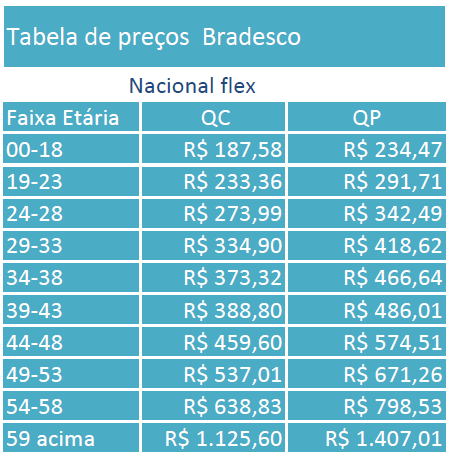 Tabela de preços Bradesco
Nacional flex
Faixa Etária QC QP
00-18 R$ 187,58 R$ 234,47
19-23 R$ 233,36 R$ 291,71
24-28 R$ 273,99 R$ 342,49
29-33 R$ 334,90 R$ 418,62
34-38 R$ 373,32 R$ 466,64
39-43 R$ 388,80 R$ 486,01
44-48 R$ 459,60 R$ 574,51
49-53 R$ 537,01 R$ 671,26
54-58 R$ 638,83 R$ 798,53
59 acima R$ 1.125,60 R$ 1.407,01